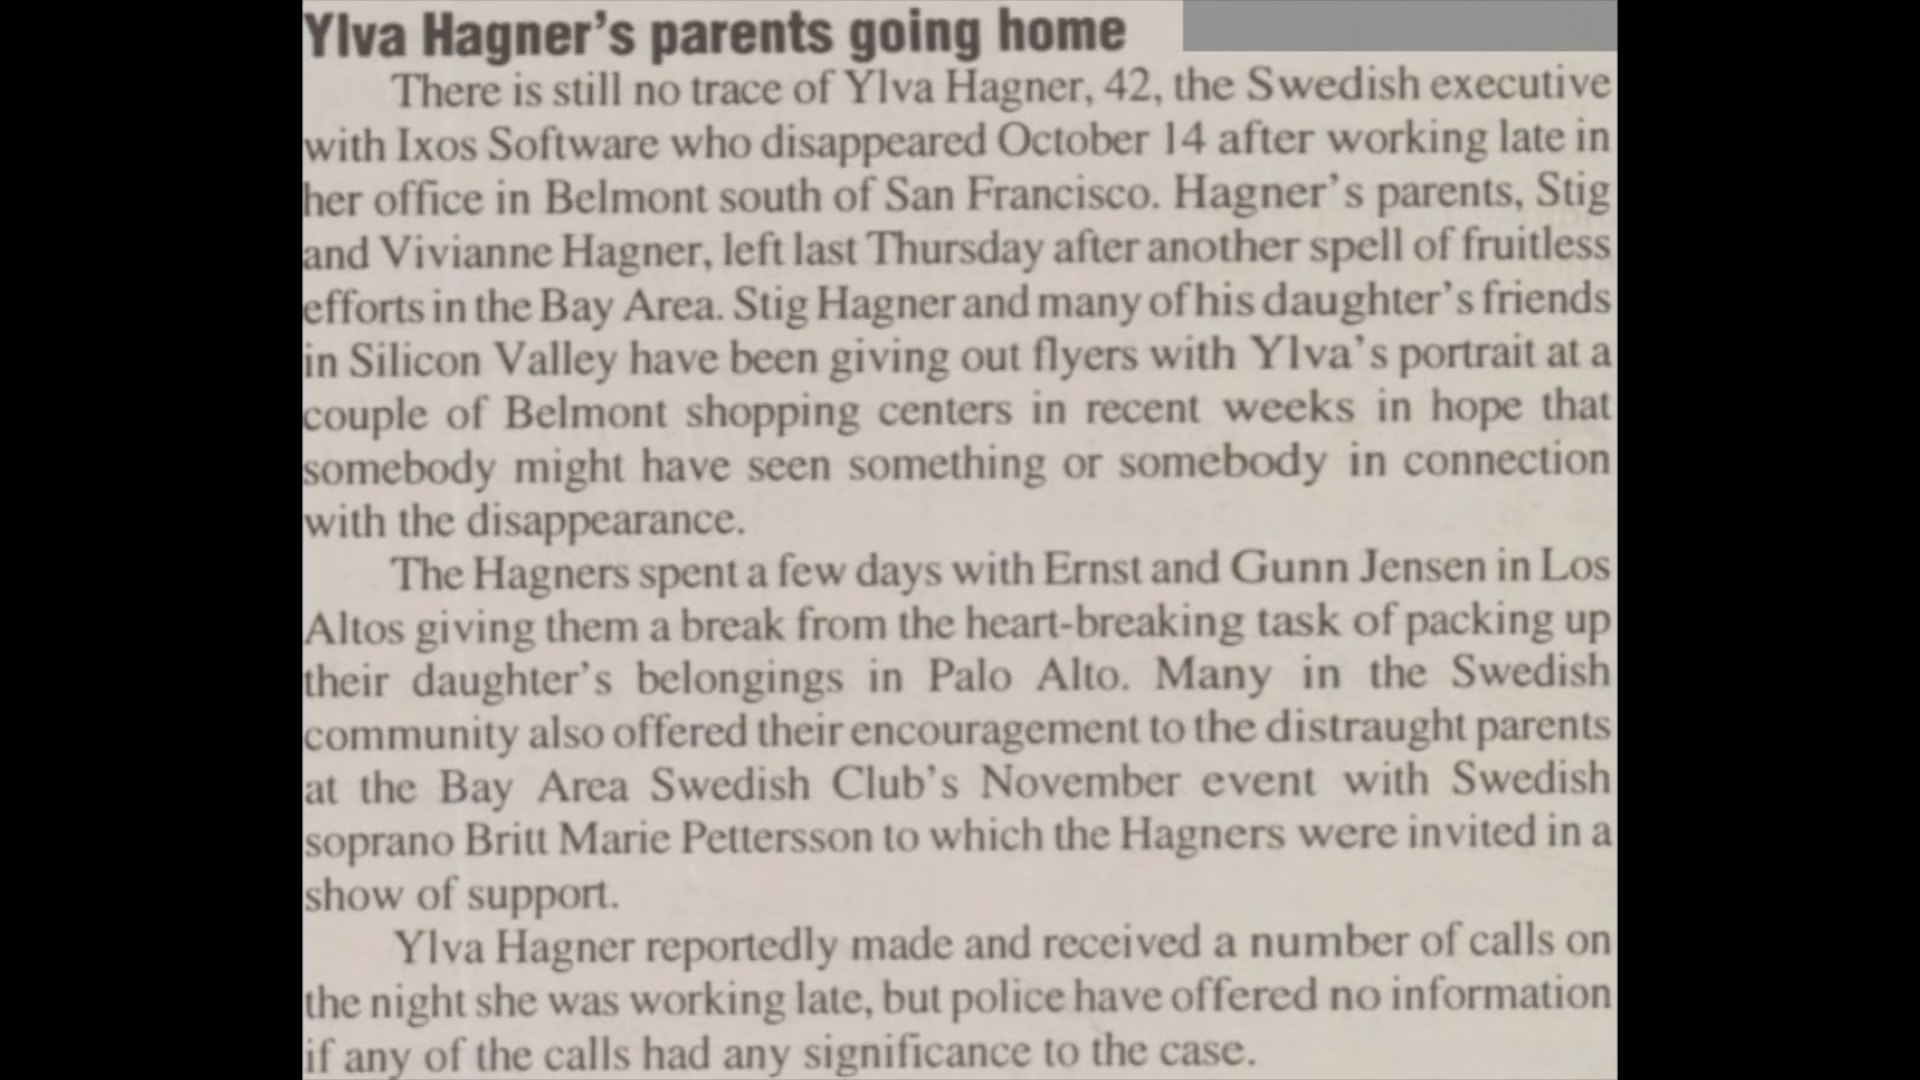 Ylva Hagner’s parents going home
There is still no trace of Ylva Hagner, 42, the Swedish executive
with Ixos Software who disappeared October 14 after working late in
her office in Belmont south of San Francisco. Hagner’s parents, Stig
and Vivianne Hagner, left last Thursday after another spell of fruitless
efforts in the Bay Area. Stig Hagner and many of his daughter’s friends
in Silicon Valley have been giving out flyers with Ylva’s portrait at a
couple of Belmont shopping centers in recent weeks in hope that
somebody might have seen something or somebody in connection
with the disappearance.
The Hagners spent a few days with Ernst and Gunn Jensen in Los
Altos giving them a break from the heart-breaking task of packing up
their daughter’s belongings in Palo Alto. Many in the Swedish
community also offered their encouragement to the distraught parents
at the Bay Area Swedish Club’s November event with Swedish
soprano Britt Marie Pettersson to which the Hagners were invited in a
show of support.
Ylva Hagner reportedly made and received a number of calls on
the night she was working late, but police have offered no information
if any of the calls had any significance to the case.